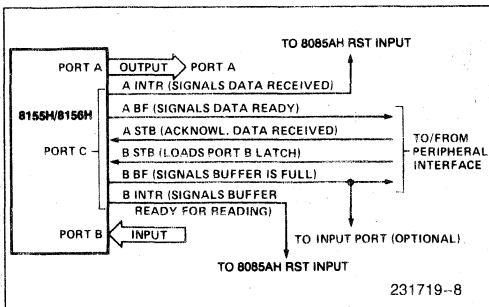 TO 8085AH RST INPUT
PORT A OUTPUT PORT A
A INTR (SIGNALS DATA RECEIVED)
A BF (SIGNALS DATA READY)
8155H/8156H
A STB (ACKNOWL. DATA RECEIVED)
PORT C
TO/FROM
PERIPHERAL
INTERFACE
B STB (LOADS PORT B LATCH)
B BF (SIGNALS BUFFER IS FULL)
B INTR (SIGNALS BUFFER
READY FOR READING)
PORT B INPUT
TO INPUT PORT (OPTIONAL)
TO 8085AH RST INPUT
231719--8